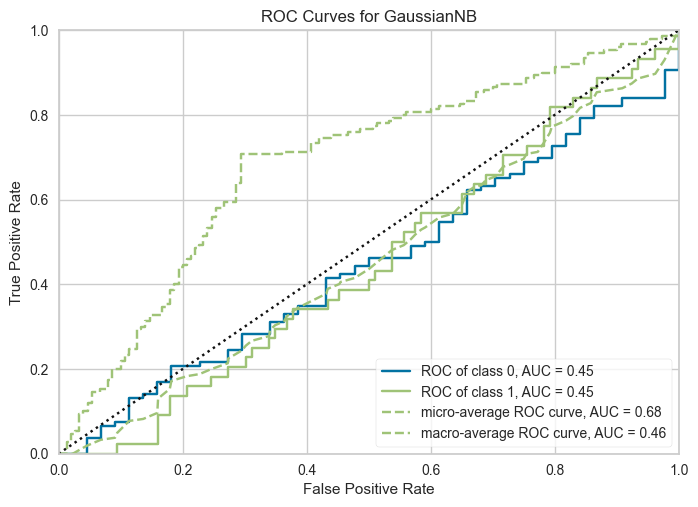 ROC Curves for GaussianNB
1.0
0.8
0.6
0.4
0.2
0.0
True Positive Rate
ROC of class 0, AUC = 0.45
ROC of class 1, AUC = 0.45
micro-average ROC curve, AUC = 0.68
macro-average ROC curve, AUC = 0.46
0.0 0.2 0.4 0.6 0.8 1.0
False Positive Rate